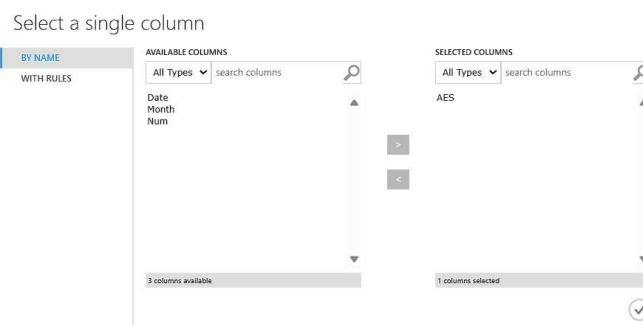 Select a single column
BY NAME
WITH RULES
AVAILABLE COLUMNS
All Types search columns
Date
Month
Num
3 columns available
>
<
SELECTED COLUMNS
All Types search columns
AES
1 columns selected